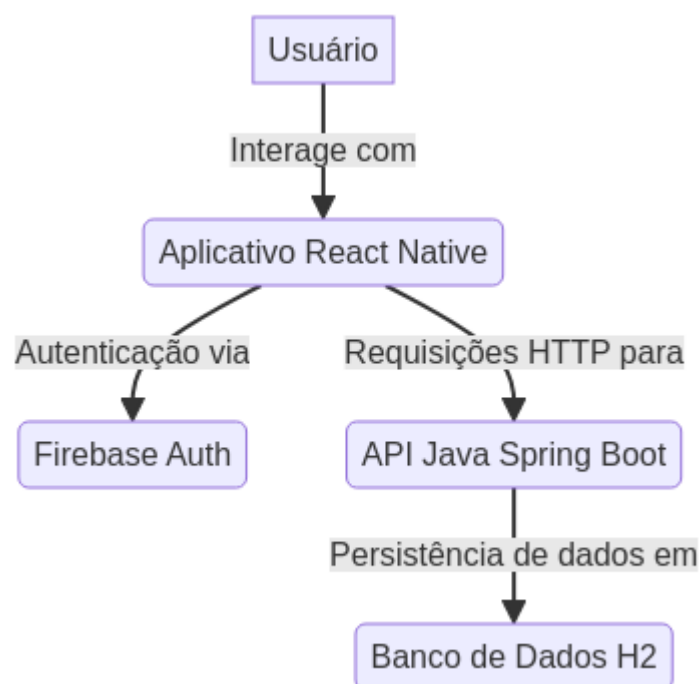 Usuário
Interage com
Aplicativo React Native
Autenticação via
Requisições HTTP para
Firebase Auth
API Java Spring Boot
Persistência de dados em
Banco de Dados H2